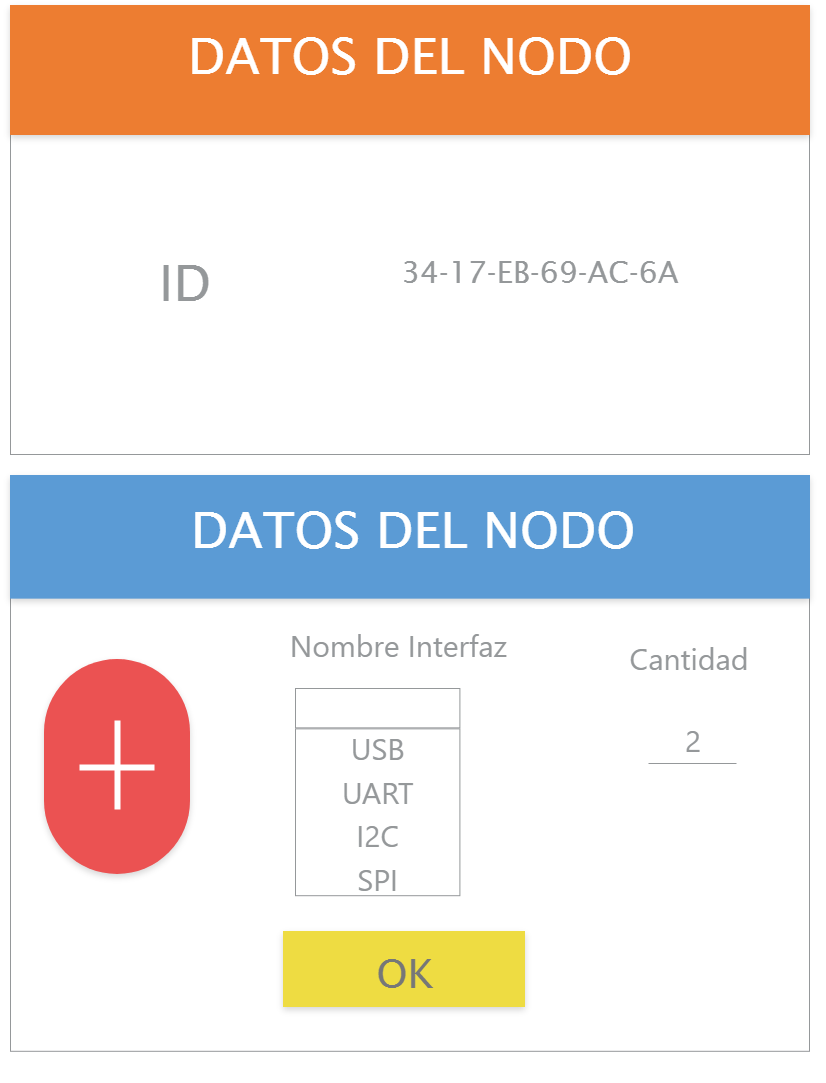 DATOS DEL NODO
ID
34-17-EB-69-AC-6A
DATOS DEL NODO
Nombre Interfaz
Cantidad
2
USB
UART
I2C
SPI
OK